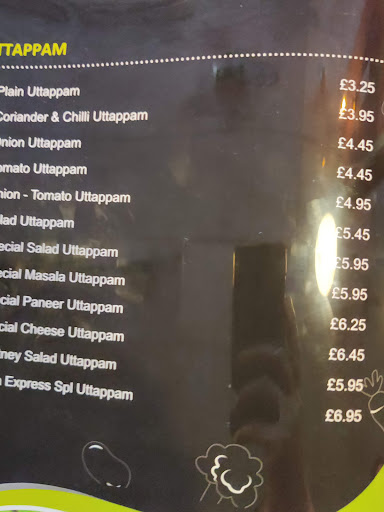 UTTAPPAM
Plain Uttappam £3.25
Coriander & Chilli Uttappam £3.95
Onion Uttappam £4.45
Tomato Uttappam £4.45
nion - Tomato Uttappam £4.95
lad Uttappam £5.45
ecial Salad Uttappam £5.95
ecial Masala Uttappam £5.95
cial Paneer Uttappam £6.25
cial Cheese Uttappam £6.45
tney Salad Uttappam £5.95
Express Spl Uttappam £6.95